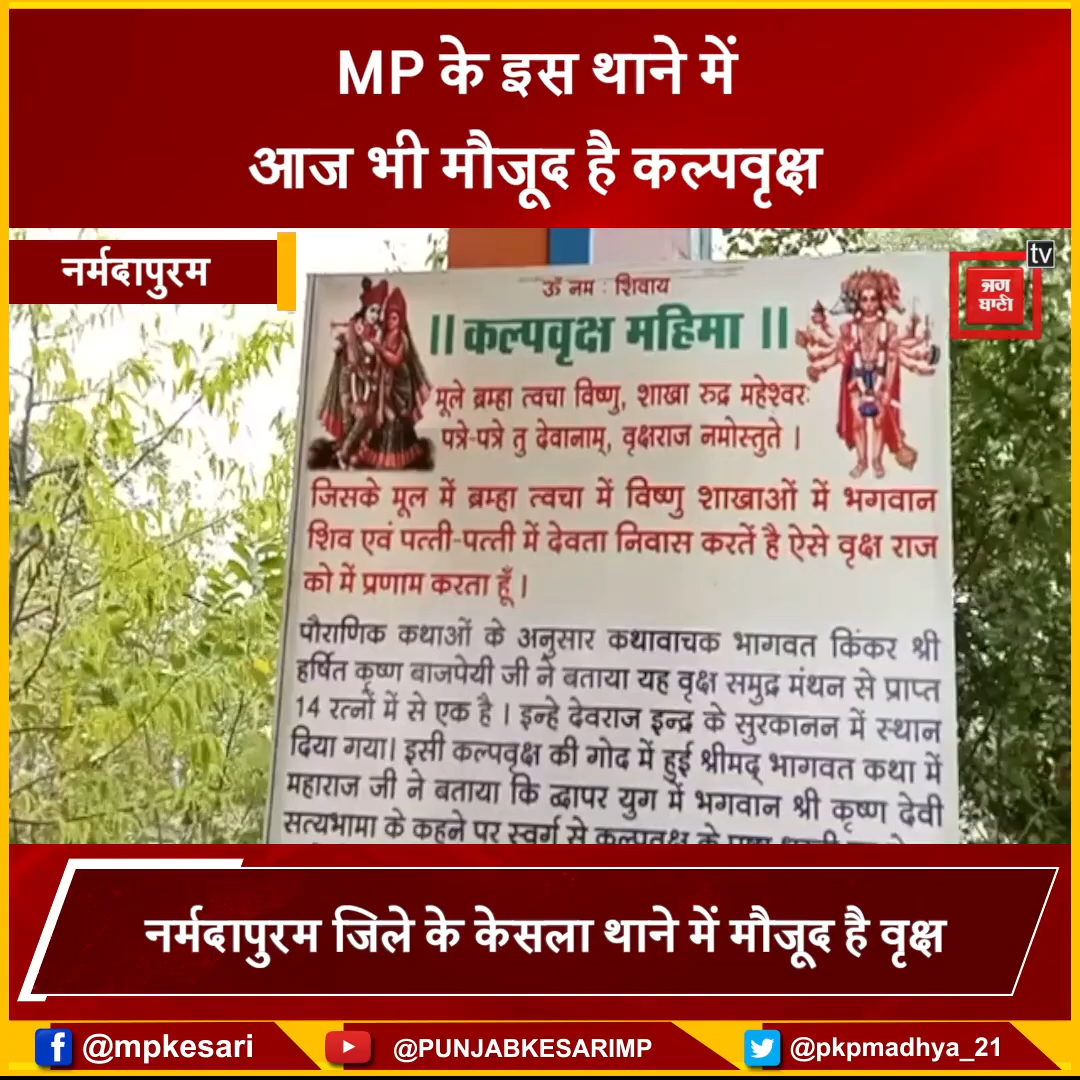 MP के इस थाने में
आज भी मौजूद है कल्पवृक्ष
नर्मदापुरम
tv
ॐ नम : शिवाय
|| कल्पवृक्ष महिमा ||
मूले ब्रम्हा त्वचा विष्णु, शाखा रुद्र महेश्वरः
पत्रे-पत्रे तु देवानाम्, वृक्षराज नमोस्तुते ।
जिसके मूल में ब्रम्हा त्वचा में विष्णु शाखाओं में भगवान
शिव एवं पत्ती-पत्ती में देवता निवास करतें है ऐसे वृक्ष राज
को में प्रणाम करता हूँ ।
पौराणिक कथाओं के अनुसार कथावाचक भागवत किंकर श्री
हर्षित कृष्ण बाजपेयी जी ने बताया यह वृक्ष समुद्र मंथन से प्राप्त
14 रत्नों में से एक है । इन्हे देवराज इन्द्र के सुरकानन में स्थान
दिया गया। इसी कल्पवृक्ष की गोद में हुई श्रीमद् भागवत कथा में
महाराज जी ने बताया कि द्वापर युग में भगवान श्री कृष्ण देवी
सत्यभामा के कहने पर स्वर्ग से कल्पवृक्ष के
नर्मदापुरम जिले के केसला थाने में मौजूद है वृक्ष
@mpkesari
@PUNJABKESARIMP
@pkpmadhya_21